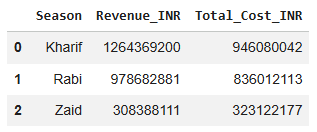 Season Revenue_INR Total_Cost_INR
0 Kharif 1264369200 946080042
1 Rabi 978682881 836012113
2 Zaid 308388111 323122177